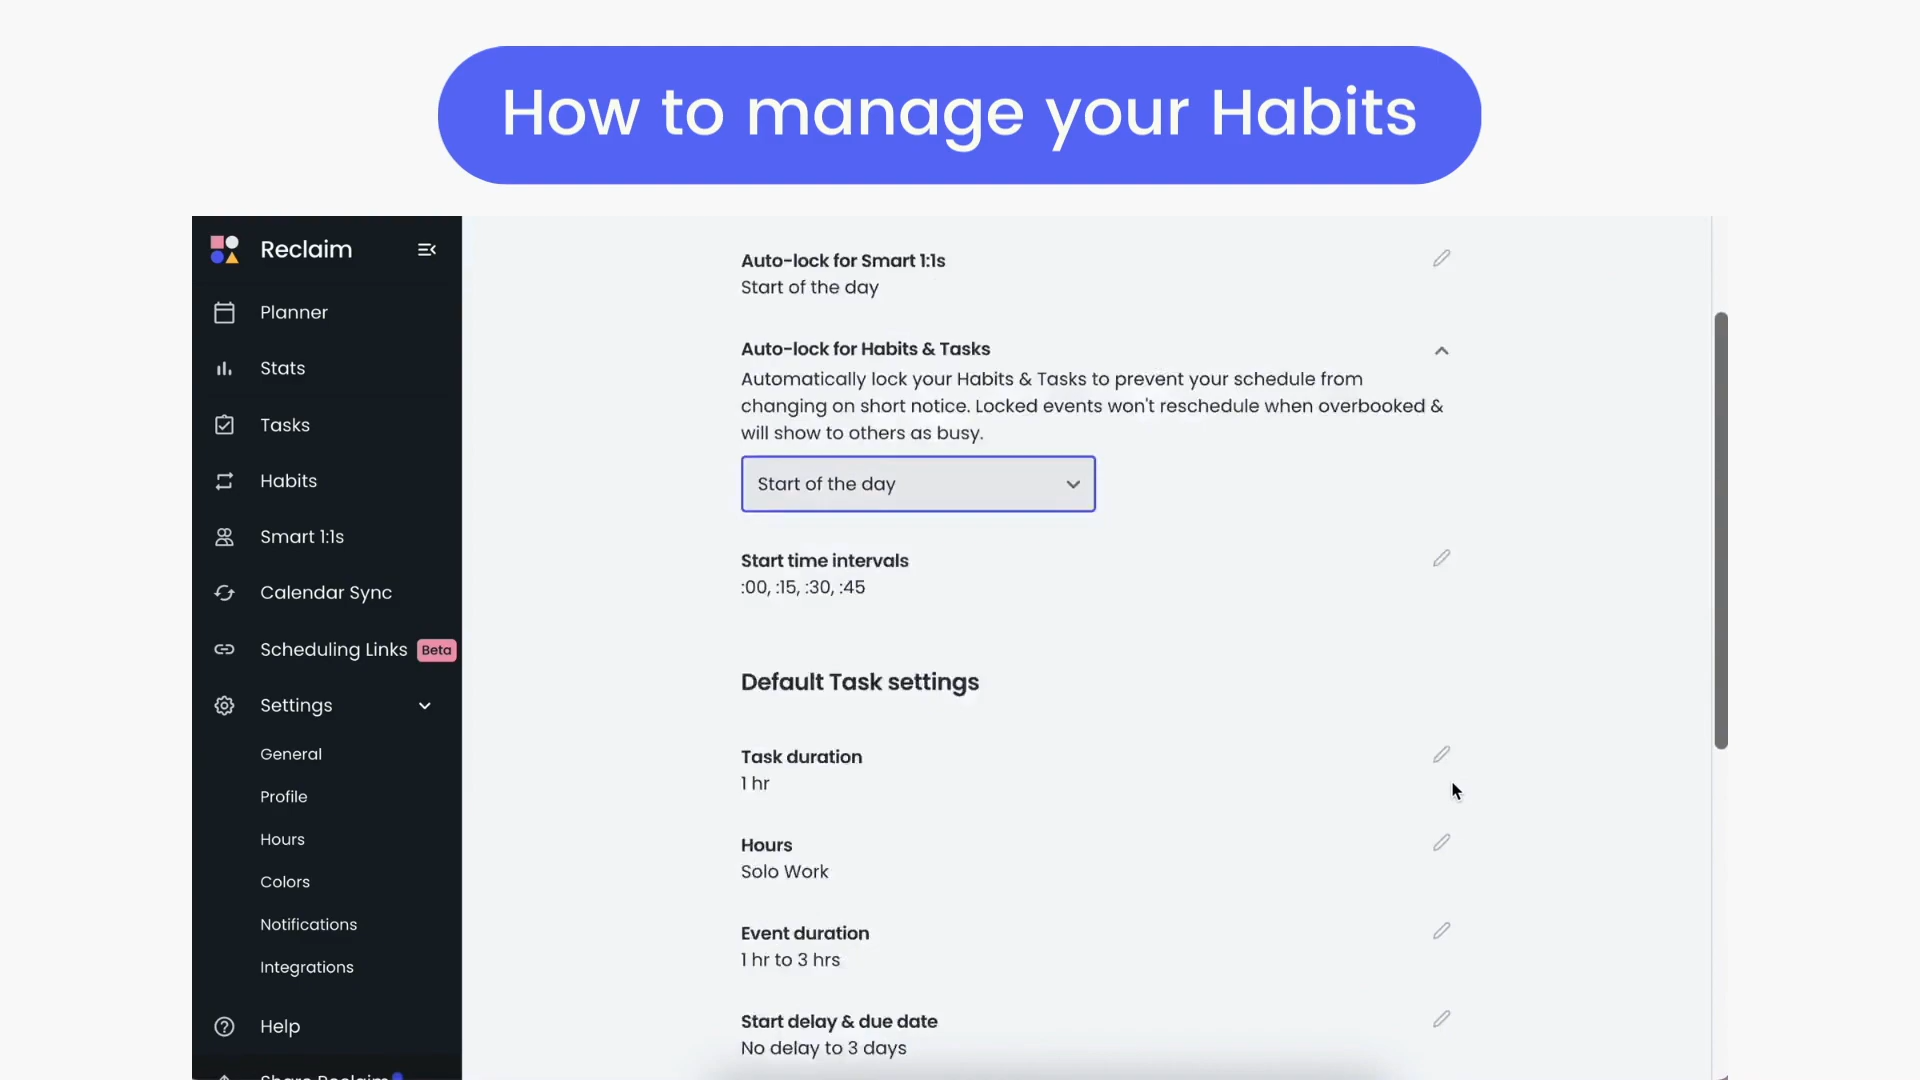 How to manage your Habits
Reclaim
Planner
Stats
Tasks
Habits
Smart 1:1s
Calendar Sync
Scheduling Links Beta
Settings
General
Profile
Hours
Colors
Notifications
Integrations
Help
Share Reclaim
Auto-lock for Smart 1:1s
Start of the day
Auto-lock for Habits & Tasks
Automatically lock your Habits & Tasks to prevent your schedule from
changing on short notice. Locked events won't reschedule when overbooked &
will show to others as busy.
Start of the day
Start time intervals
:00, :15, :30, :45
Default Task settings
Task duration
1 hr
Hours
Solo Work
Event duration
1 hr to 3 hrs
Start delay & due date
No delay to 3 days